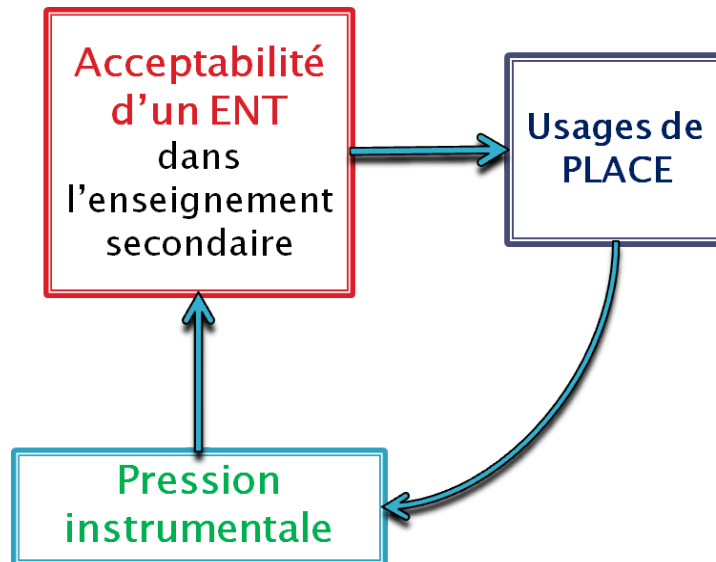 Acceptabilité
d'un ENT
dans
l'enseignement
secondaire
Usages de
PLACE
Pression
instrumentale